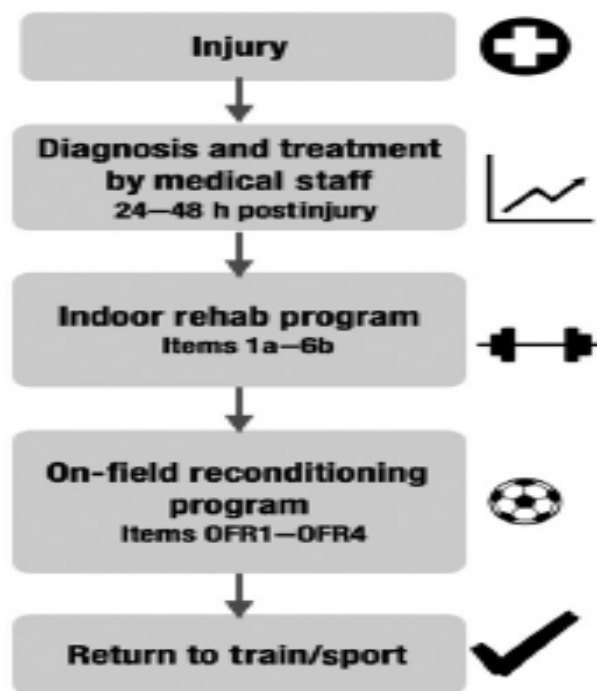 Injury
Diagnosis and treatment
by medical staff
24—48 h postinjury
Indoor rehab program
Items 1a—6b
On-field reconditioning
program
Items OFR1—OFR4
Return to train/sport